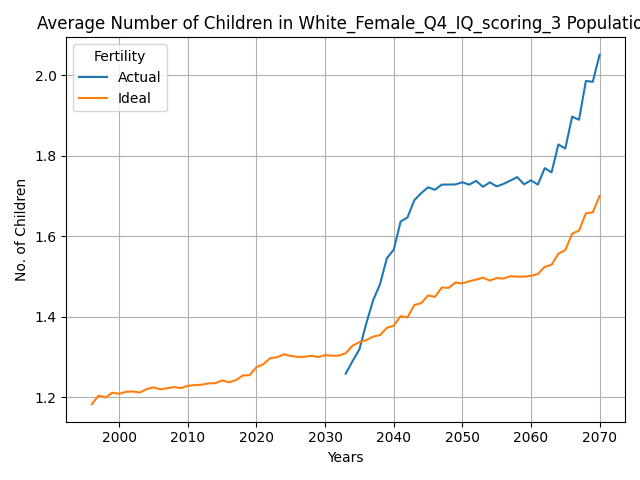 Average Number of Children in White_Female_Q4_IQ_scoring_3 Populatio
Fertility
Actual
Ideal
No. of Children
2.0
1.8
1.6
1.4
1.2
2000 2010 2020 2030 2040 2050 2060 2070
Years